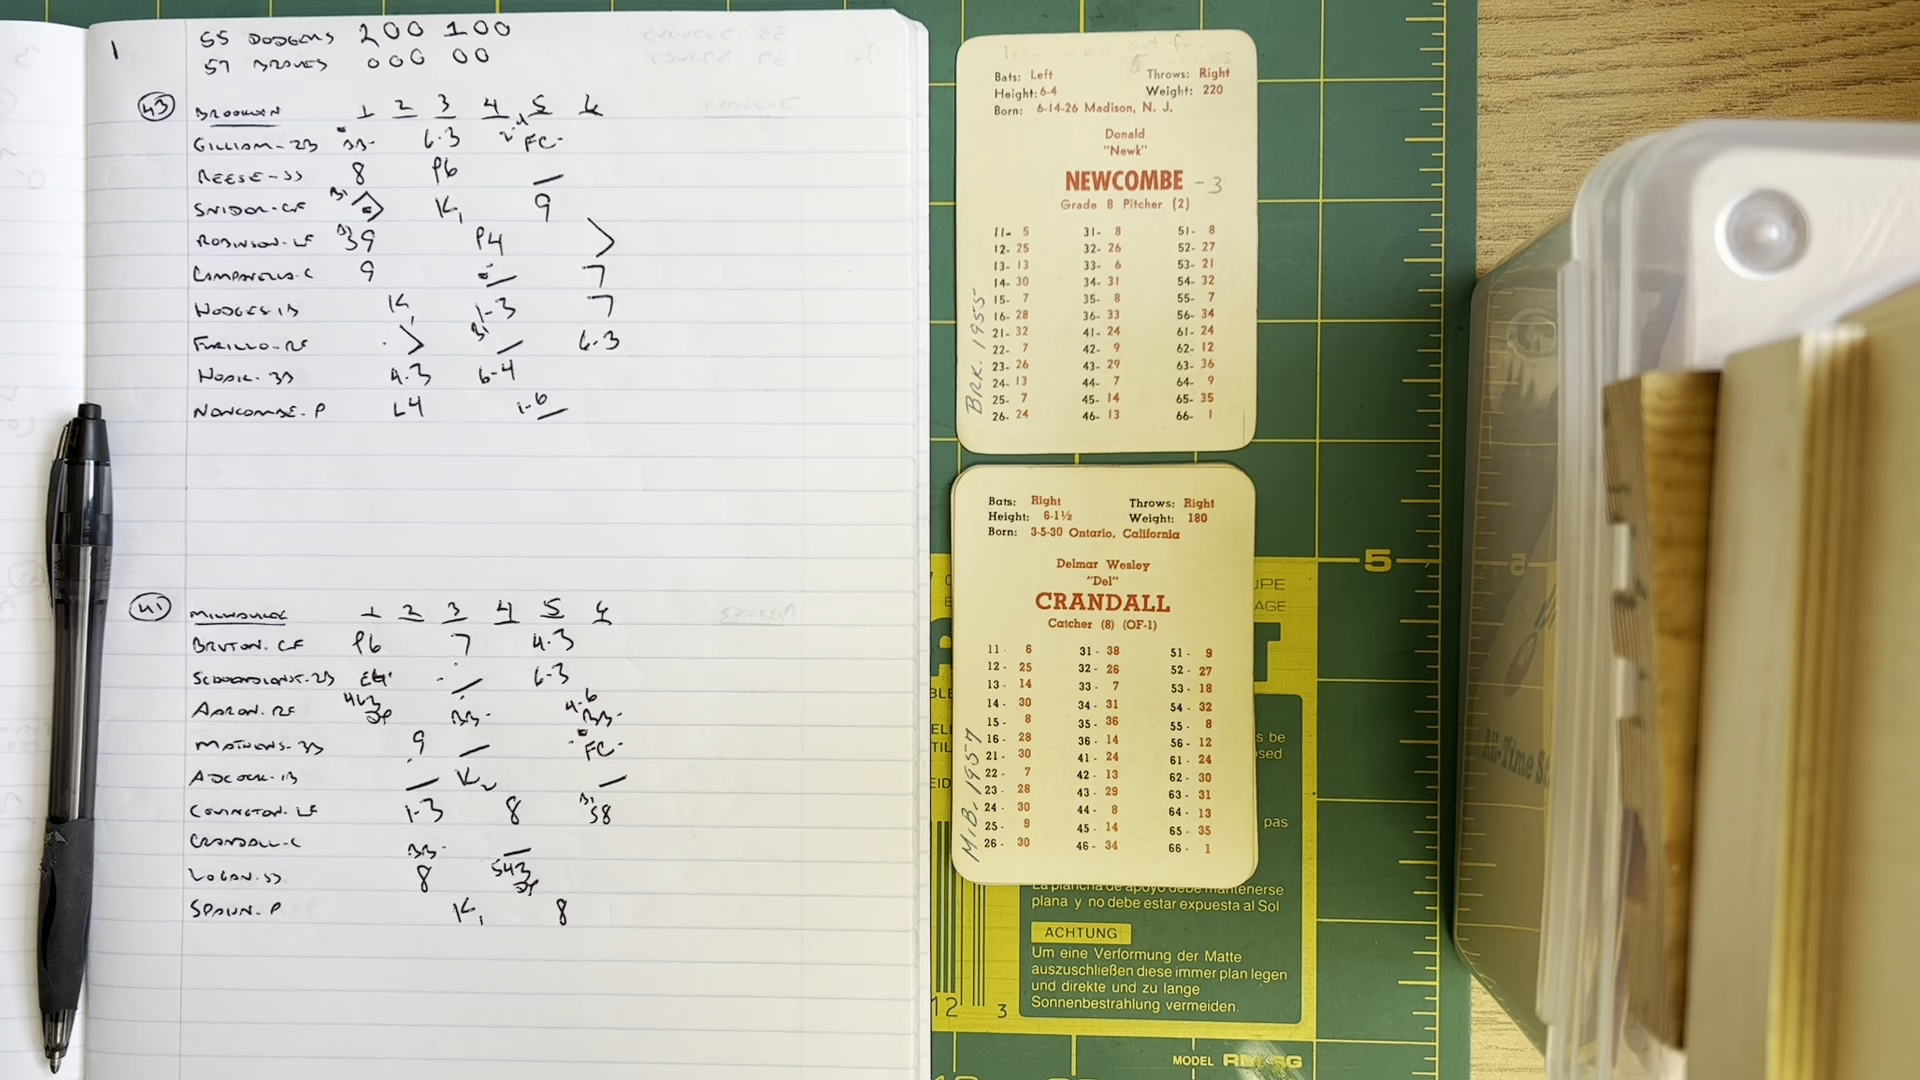 1
55 DODGERS 200 100
57 BRAVES 000 00
43 BROOKLYN 1 2 3 4 5 6
GILLIAM-2B BB- 6-3 FC-
REESE-SS 8 P6 —
SNIDER-CF K, 9
ROBINSON-LF 39 P4
CAMPANELLA-C 9 7
HODGES-1B K, 1-3 7
FURILLO-RF 6-3
HOAK-3B 4-3 6-4
NEWCOMBE-P L4 1-6
41 MILWAUKEE 1 2 3 4 5 6
BRUTON-CF P6 7 4-3
SCHOENDIENST-2B 6-3
AARON-RF 463 DP BB- 4-6 BB-
MATHEWS-3B 9 — FC-
ADCOCK-1B — K2 —
COVINGTON-LF 1-3 8 58
CRANDALL-C BB- —
LOGAN-SS 8 543 DP
SPAHN-P K, 8
Bats: Left Throws: Right
Height: 6-4 Weight: 220
Born: 6-14-26 Madison, N. J.
Donald
"Newk"
NEWCOMBE - 3
Grade B Pitcher (2)
11- 5 31- 8 51- 8
12- 25 32- 26 52- 27
13- 13 33- 6 53- 21
14- 30 34- 31 54- 32
15- 7 35- 8 55- 7
16- 28 36- 33 56- 34
21- 32 41- 24 61- 24
22- 7 42- 9 62- 12
23- 26 43- 29 63- 36
24- 13 44- 7 64- 9
25- 7 45- 14 65- 35
26- 24 46- 13 66- 1
BRK. 1955
Bats: Right Throws: Right
Height: 6-1½ Weight: 180
Born: 3-5-30 Ontario, California
Delmar Wesley
"Del"
CRANDALL
Catcher (8) (OF-1)
11- 6 31- 38 51- 9
12- 25 32- 26 52- 27
13- 14 33- 7 53- 18
14- 30 34- 31 54- 32
15- 8 35- 36 55- 8
16- 28 36- 14 56- 12
21- 30 41- 24 61- 24
22- 7 42- 13 62- 30
23- 28 43- 29 63- 31
24- 30 44- 8 64- 13
25- 9 45- 14 65- 35
26- 30 46- 34 66- 1
MIL. 1957
5
La plancha de apoyo debe mantenerse
plana y no debe estar expuesta al Sol
ACHTUNG
Um eine Verformung der Matte
auszuschließen diese immer plan legen
und direkte und zu lange
Sonnenbestrahlung vermeiden.
12 3
MODEL
All-Time